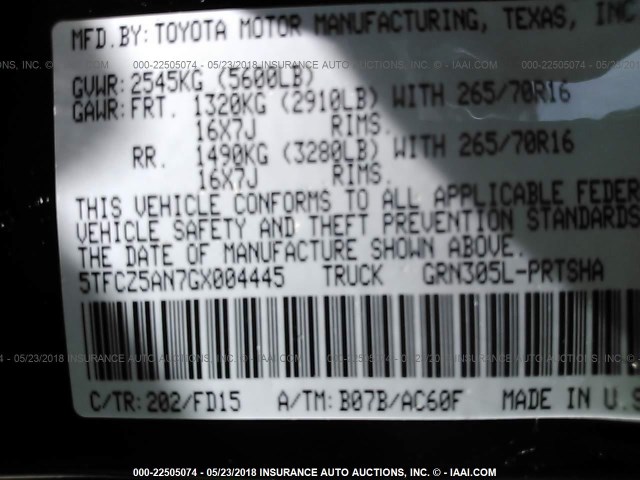 MFD.BY: TOYOTA MOTOR MANUFACTURING, TEXAS, INC
22505074 - 05/23/2018 INSURANCE AUTO AUCTIONS, INC. - © IAAI.COM
GVWR: 2545KG (5600LB)
GAWR: FRT. 1320KG (2910LB) WITH 265/70R16
16X7J RIMS.
RR. 1490KG (3280LB) WITH 265/70R16
16X7J RIMS.
THIS VEHICLE CONFORMS TO ALL APPLICABLE FEDER
VEHICLE SAFETY AND THEFT PREVENTION STANDARDS
THE DATE OF MANUFACTURE SHOWN ABOVE.
5TFCZ5AN7GX004445 TRUCK GRN305L-PRTSHA
C/TR: 202/FD15 A/TM: B07B/AC60F MADE IN U.S
000-22505074 - 05/23/2018 INSURANCE AUTO AUCTIONS, INC. - © IAAI.COM